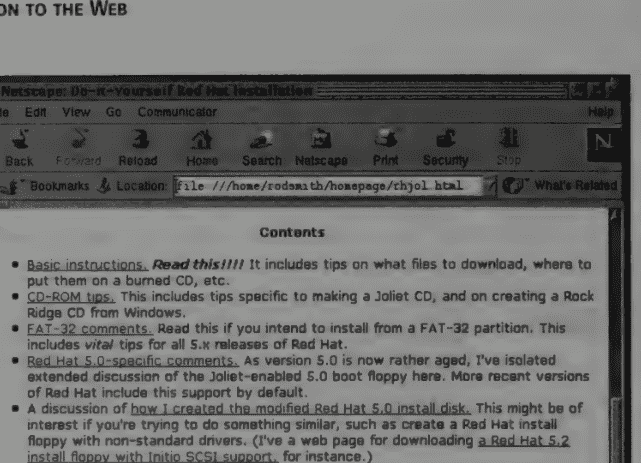 ON TO THE WEB
Netscape: Do-It-Yourself Red Hat Installation
Edit View Go Communicator Help
Back Forward Reload Home Search Netscape Print Security Stop
Bookmarks Location: file:///home/rodsmith/homepage/rhjol.html What's Related
Contents
• Basic instructions. Read this!!!! It includes tips on what files to download, where to
put them on a burned CD, etc.
• CD-ROM tips. This includes tips specific to making a Joliet CD, and on creating a Rock
Ridge CD from Windows.
• FAT-32 comments. Read this if you intend to install from a FAT-32 partition. This
includes vital tips for all 5.x releases of Red Hat.
• Red Hat 5.0-specific comments. As version 5.0 is now rather aged, I've isolated
extended discussion of the Joliet-enabled 5.0 boot floppy here. More recent versions
of Red Hat include this support by default.
• A discussion of how I created the modified Red Hat 5.0 install disk. This might be of
interest if you're trying to do something similar, such as create a Red Hat install
floppy with non-standard drivers. (I've a web page for downloading a Red Hat 5.2
install floppy with Initio SCSI support, for instance.)